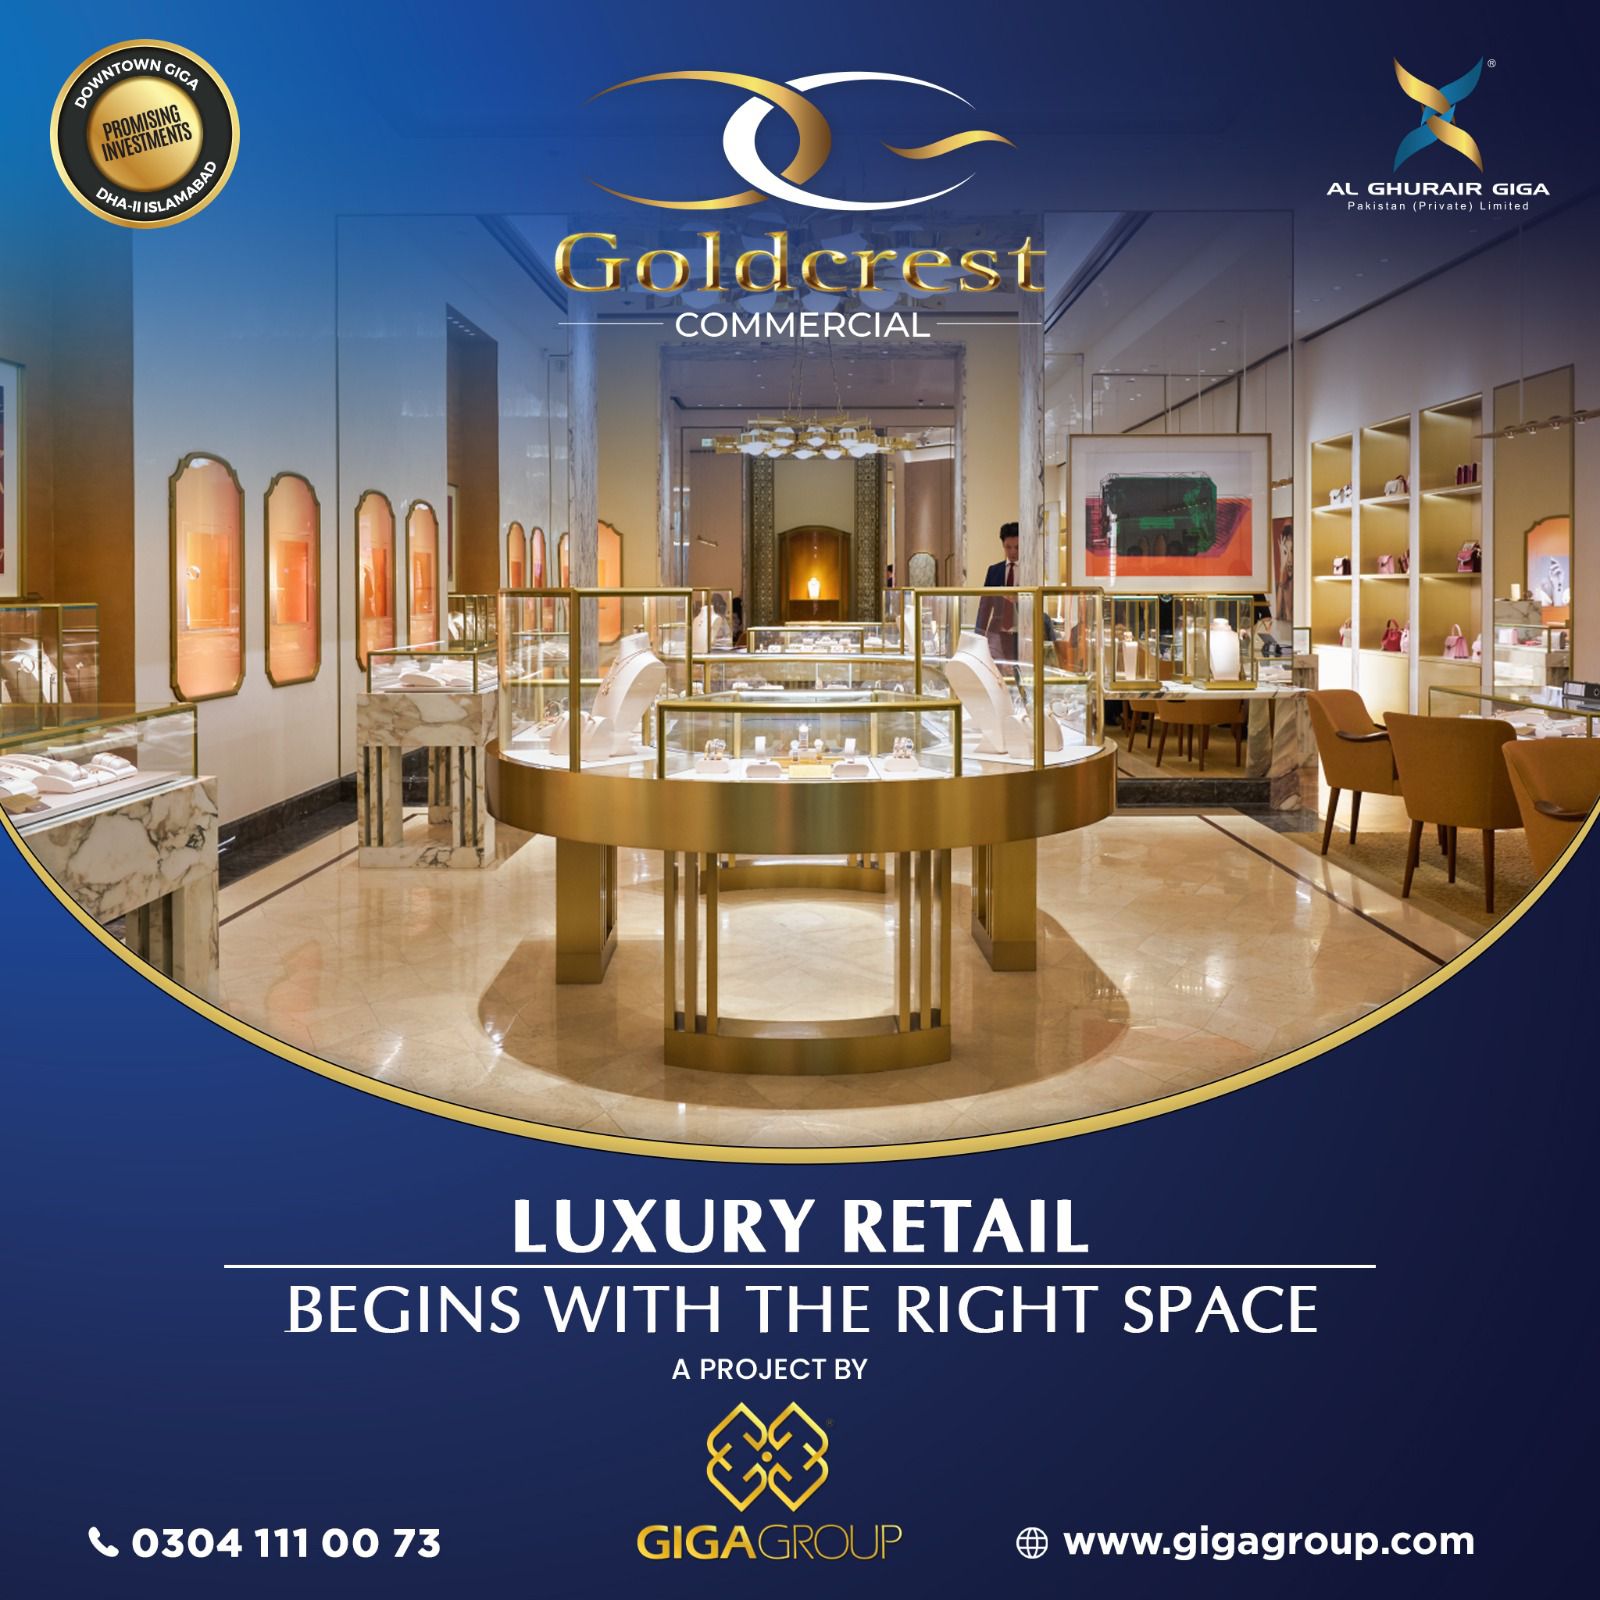 DOWNTOWN GIGA
PROMISING
INVESTMENTS
DHA-II ISLAMABAD
Goldcrest
COMMERCIAL
®
AL GHURAIR GIGA
Pakistan (Private) Limited
LUXURY RETAIL
BEGINS WITH THE RIGHT SPACE
A PROJECT BY
®
GIGAGROUP
0304 111 00 73
www.gigagroup.com